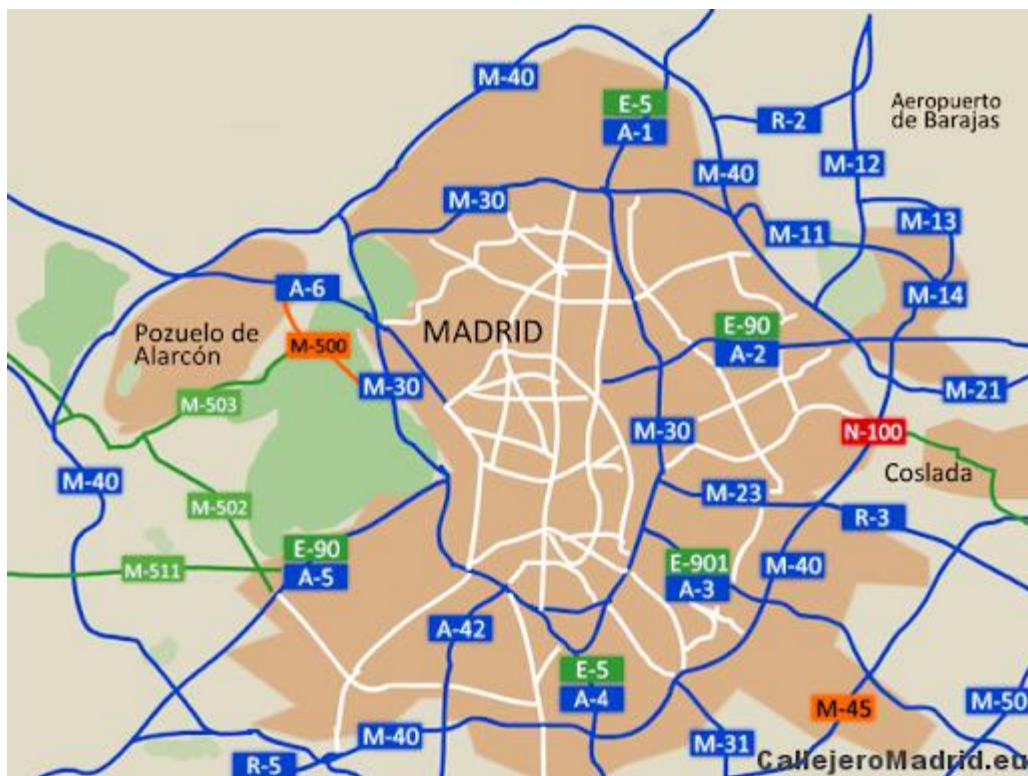 M-40
E-5
A-1
R-2
Aeropuerto
de Barajas
M-12
M-40
M-30
M-13
M-11
A-6
M-14
E-90
A-2
MADRID
Pozuelo de
Alarcón
M-500
M-30
M-21
M-503
M-30
N-100
Coslada
M-40
M-23
M-502
R-3
E-90
A-5
M-511
E-901
A-3
M-40
A-42
E-5
A-4
M-45
M-50
M-40
M-31
R-5
CallejeroMadrid.eu